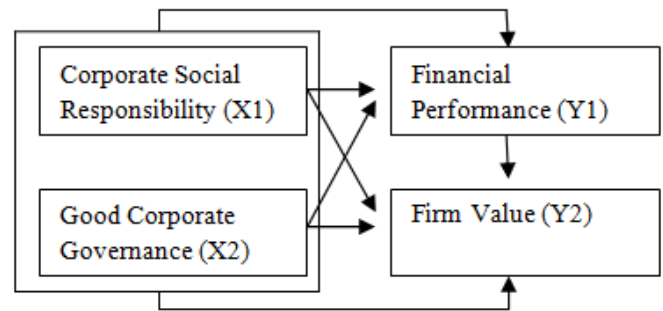 Corporate Social
Responsibility (X1)
Financial
Performance (Y1)
Good Corporate
Governance (X2)
Firm Value (Y2)